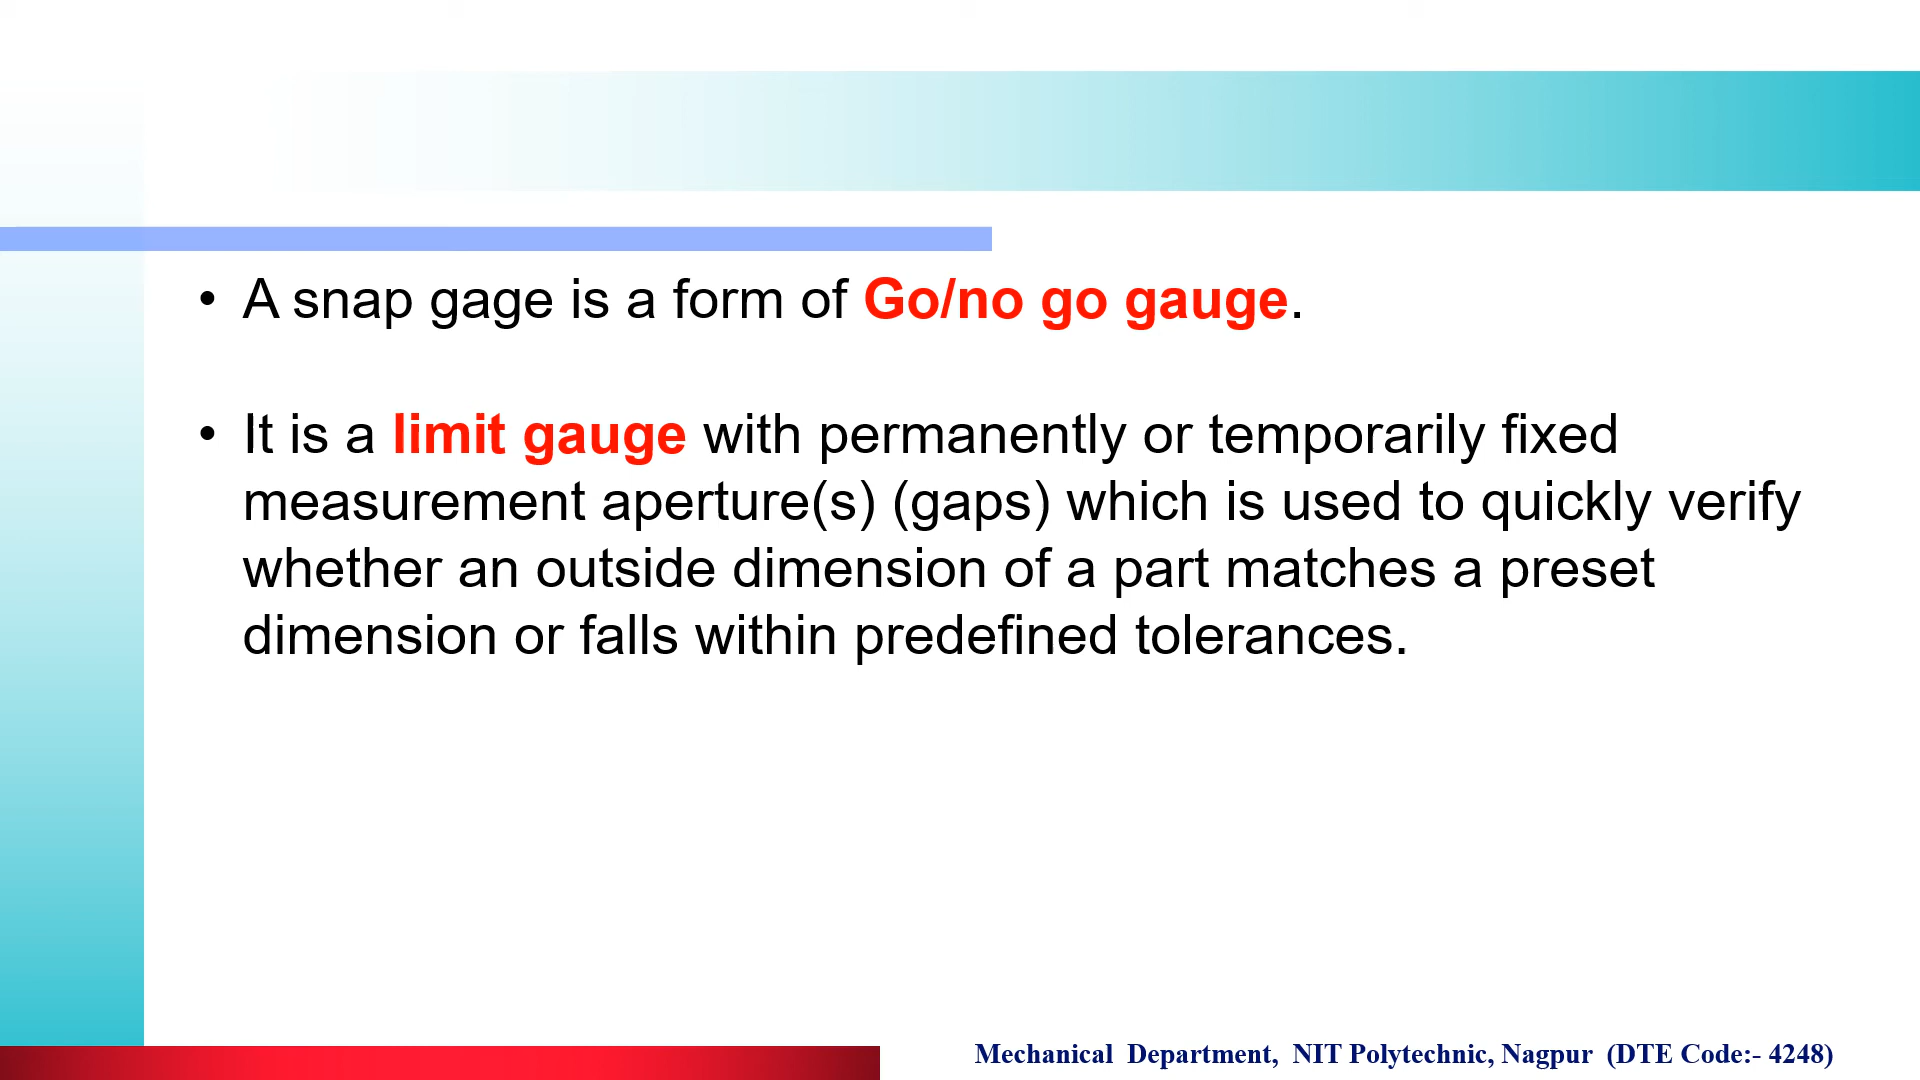 • A snap gage is a form of Go/no go gauge.
• It is a limit gauge with permanently or temporarily fixed
measurement aperture(s) (gaps) which is used to quickly verify
whether an outside dimension of a part matches a preset
dimension or falls within predefined tolerances.
Mechanical Department, NIT Polytechnic, Nagpur (DTE Code:- 4248)